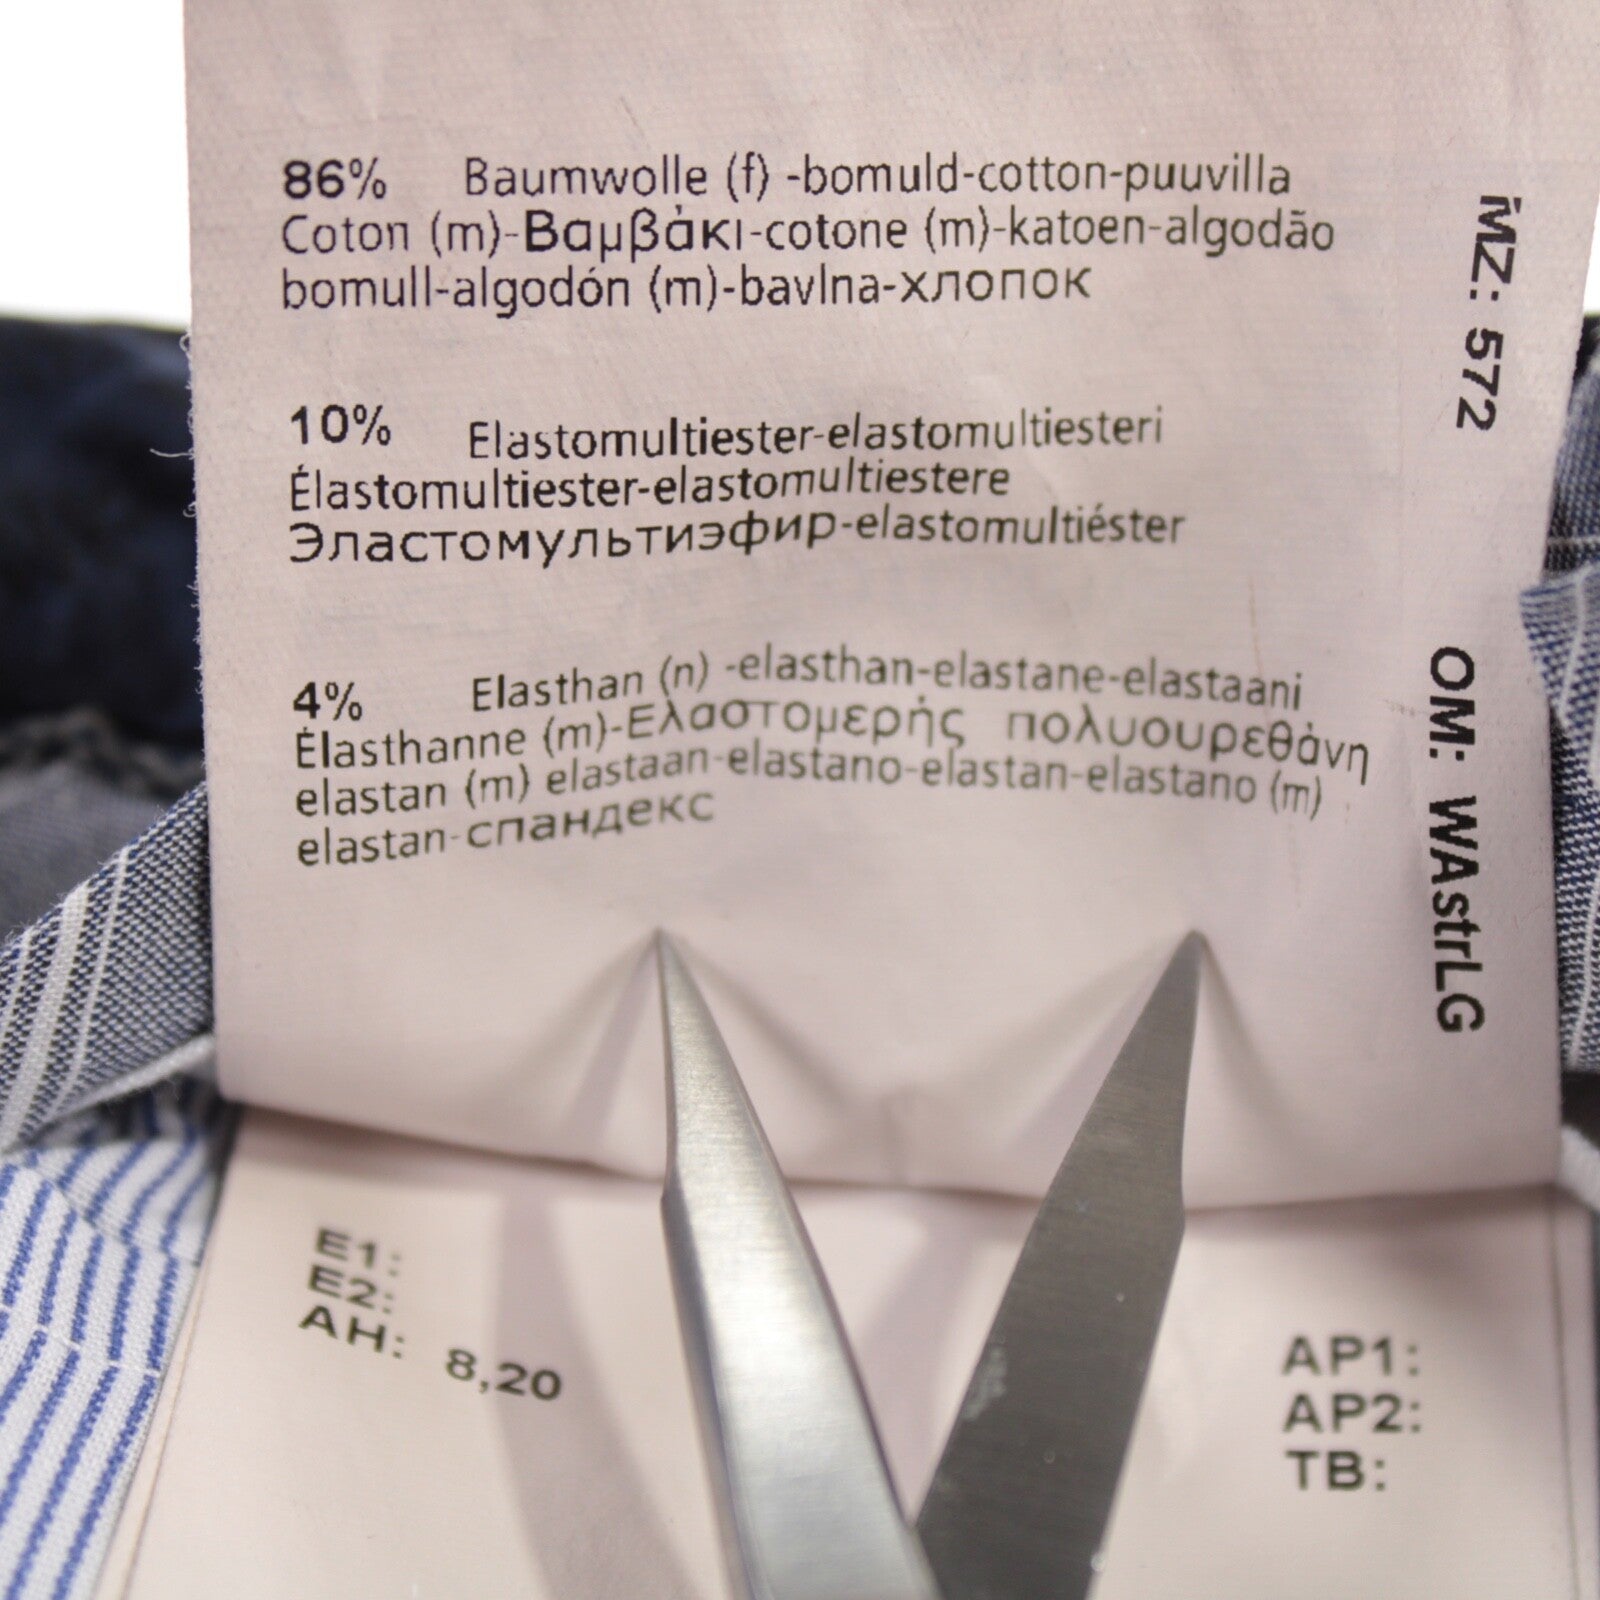 86% Baumwolle (f) -bomuld-cotton-puuvilla
Coton (m)-Βαμβάκι-cotone (m)-katoen-algodão
bomull-algodón (m)-bavlna-хлопок
10% Elastomultiester-elastomultiesteri
Élastomultiester-elastomultiestere
Эластомультиэфир-elastomultiéster
4% Elasthan (n) -elasthan-elastane-elastaani
Élasthanne (m)-Ελαστομερής πολυουρεθάνη
elastan (m) elastaan-elastano-elastan-elastano (m)
elastan-спандекс
MZ: 572
OM: WAstrLG
E1:
E2:
AH: 8,20
AP1:
AP2:
TB: